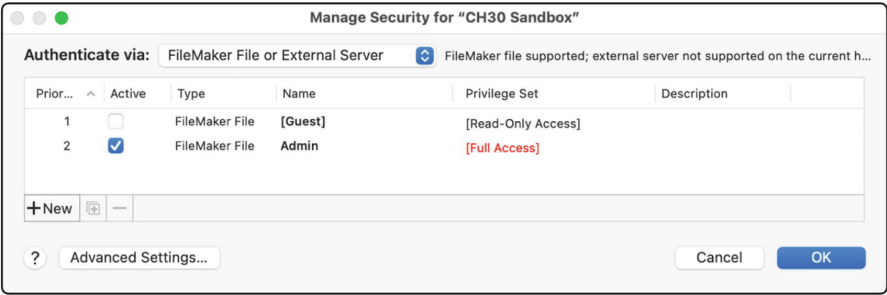 Manage Security for “CH30 Sandbox”
Authenticate via: FileMaker File or External Server FileMaker file supported; external server not supported on the current h...
Prior... Active Type Name Privilege Set Description
1 FileMaker File [Guest] [Read-Only Access]
2 FileMaker File Admin [Full Access]
+New
? Advanced Settings... Cancel OK